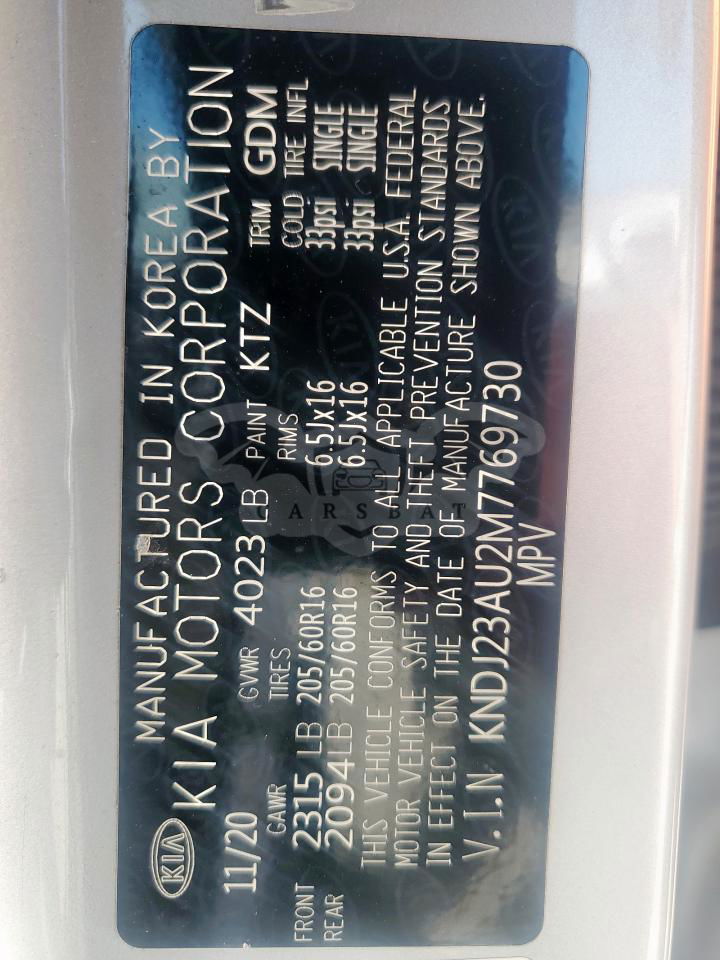 KIA
MANUFACTURED IN KOREA BY
KIA MOTORS CORPORATION
11/20 GVWR 4023 LB PAINT KTZ TRIM GDM
GAWR TIRES RIMS COLD TIRE INFL
FRONT 2315 LB 205/60R16 6.5Jx16 33psi SINGLE
REAR 2094 LB 205/60R16 6.5Jx16 33psi SINGLE
THIS VEHICLE CONFORMS TO ALL APPLICABLE U.S.A. FEDERAL
MOTOR VEHICLE SAFETY AND THEFT PREVENTION STANDARDS
IN EFFECT ON THE DATE OF MANUFACTURE SHOWN ABOVE.
V.I.N KNDJ23AU2M7769730
MPV
CARSBAT